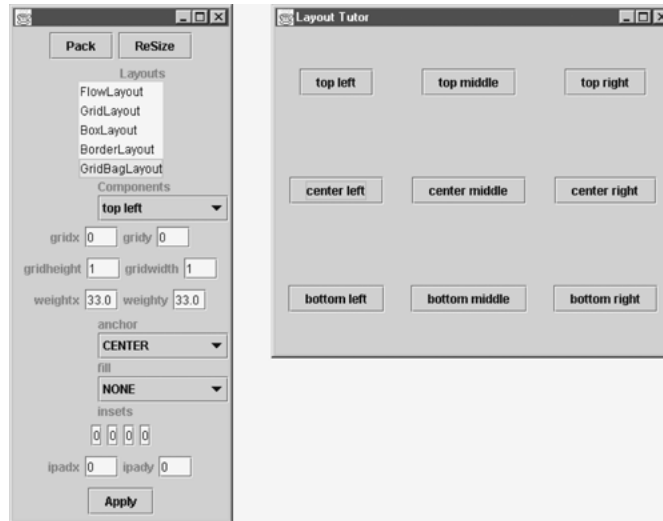 Pack ReSize
Layouts
FlowLayout
GridLayout
BoxLayout
BorderLayout
GridBagLayout
Components
top left
gridx 0 gridy 0
gridheight 1 gridwidth 1
weightx 33.0 weighty 33.0
anchor
CENTER
fill
NONE
insets
0 0 0 0
ipadx 0 ipady 0
Apply
Layout Tutor
top left top middle top right
center left center middle center right
bottom left bottom middle bottom right